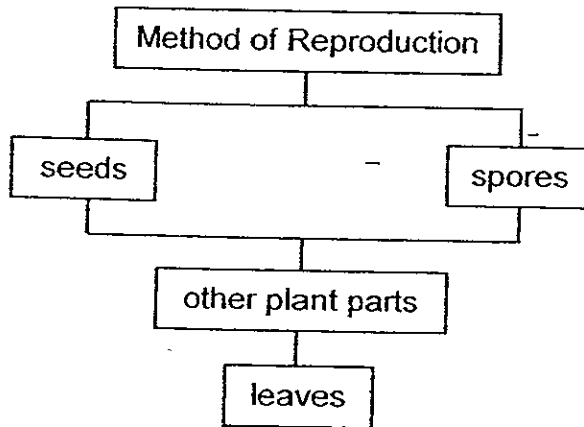 Method of Reproduction
seeds
spores
other plant parts
leaves